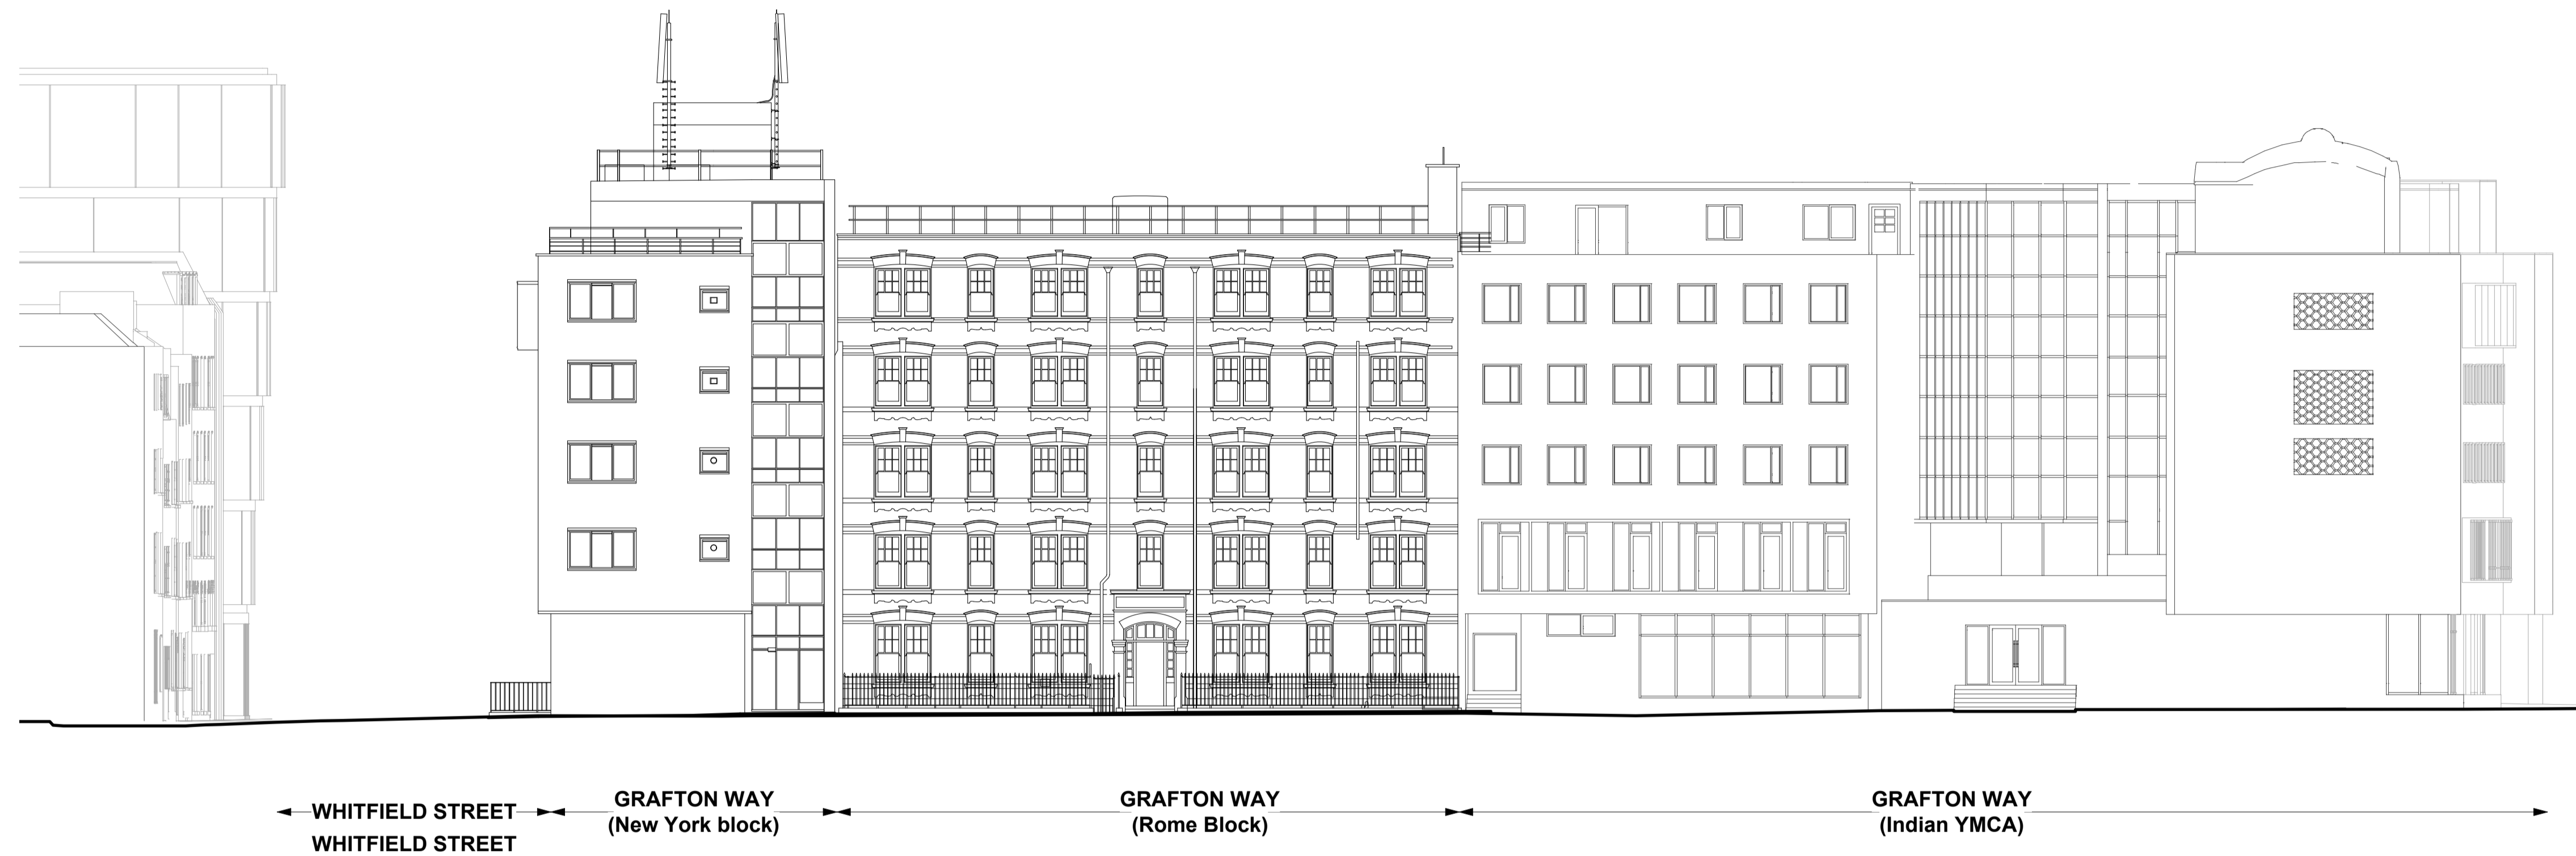 WHITFIELD STREET
WHITFIELD STREET
GRAFTON WAY
(New York block)
GRAFTON WAY
(Rome Block)
GRAFTON WAY
(Indian YMCA)